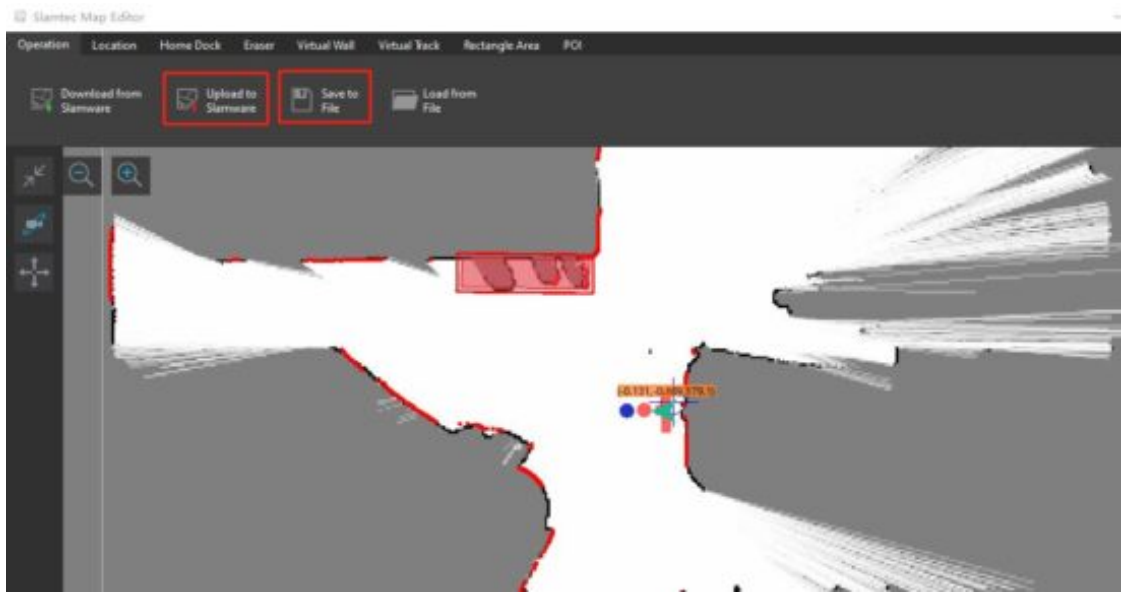 Slamtec Map Editor
Operation Location Home Dock Eraser Virtual Wall Virtual Track Rectangle Area POI
Download from Slamware
Upload to Slamware
Save to File
Load from File